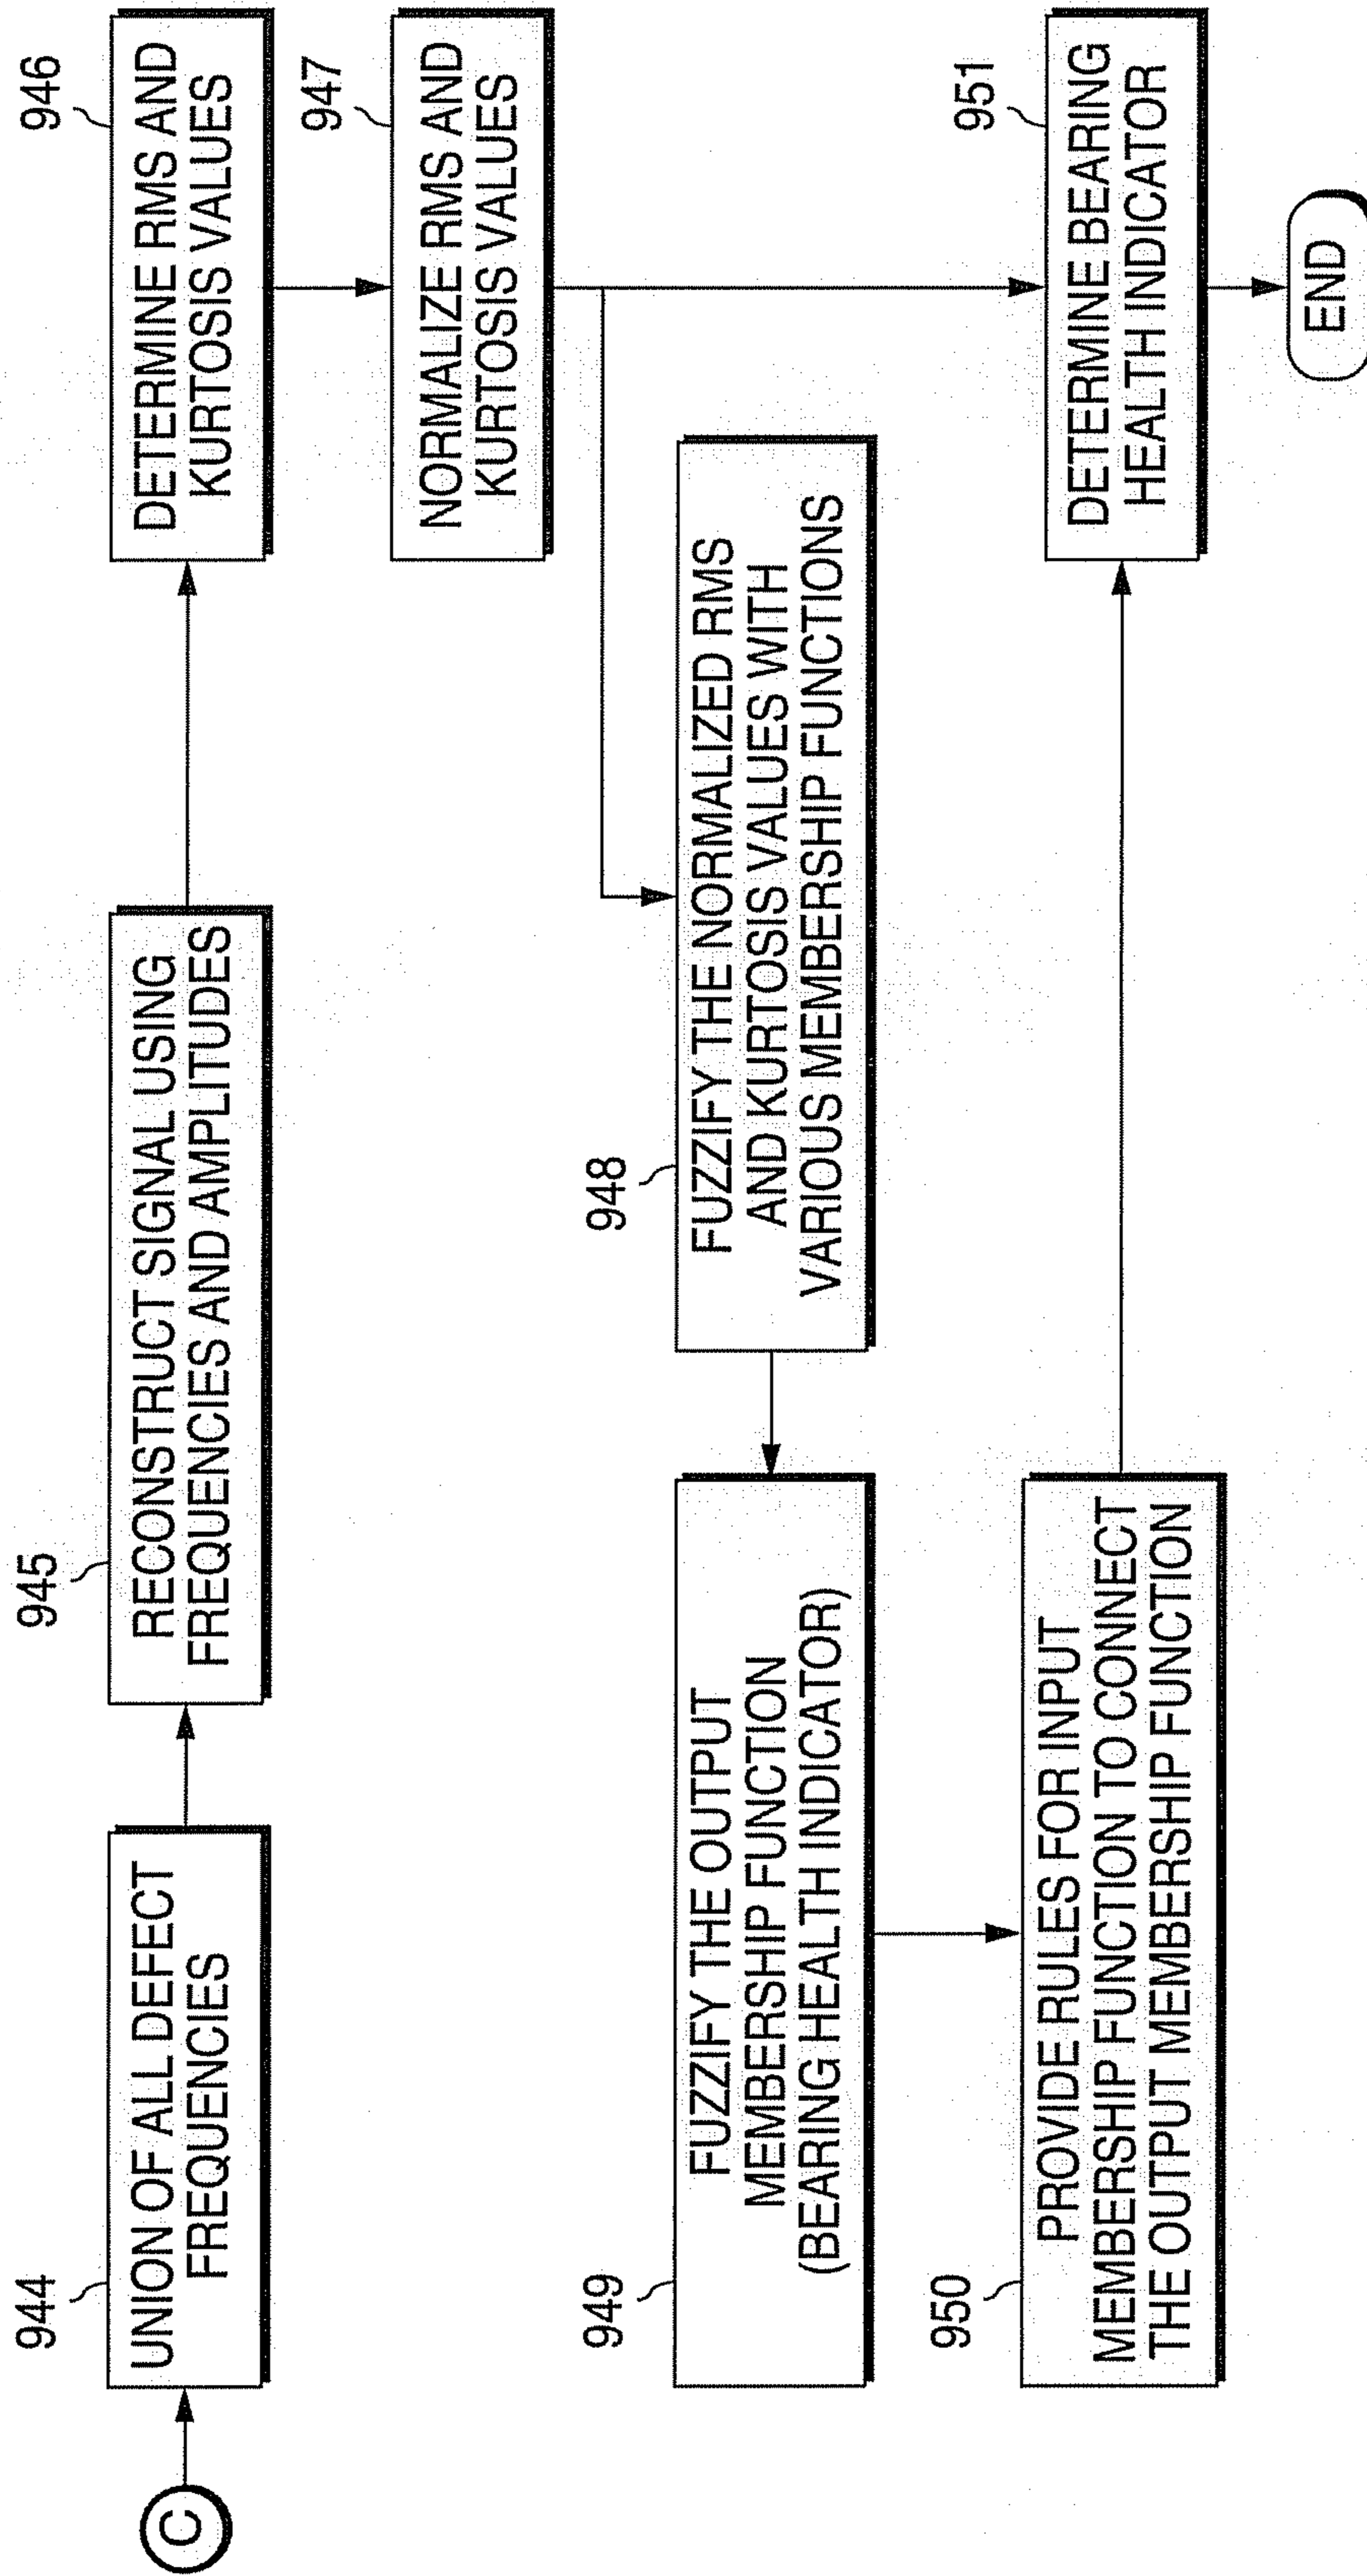 C
944
UNION OF ALL DEFECT
FREQUENCIES
945
RECONSTRUCT SIGNAL USING
FREQUENCIES AND AMPLITUDES
946
DETERMINE RMS AND
KURTOSIS VALUES
947
NORMALIZE RMS AND
KURTOSIS VALUES
948
FUZZIFY THE NORMALIZED RMS
AND KURTOSIS VALUES WITH
VARIOUS MEMBERSHIP FUNCTIONS
949
FUZZIFY THE OUTPUT
MEMBERSHIP FUNCTION
(BEARING HEALTH INDICATOR)
950
PROVIDE RULES FOR INPUT
MEMBERSHIP FUNCTION TO CONNECT
THE OUTPUT MEMBERSHIP FUNCTION
951
DETERMINE BEARING
HEALTH INDICATOR
END